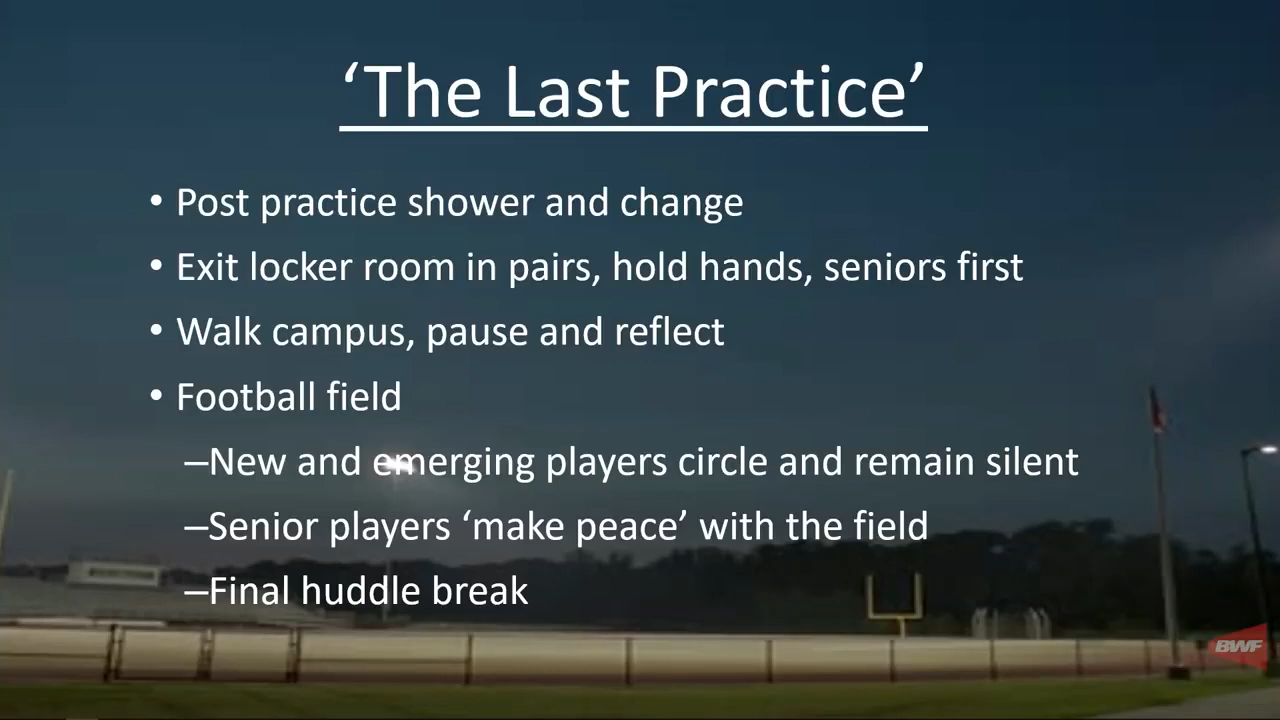 ‘The Last Practice’
• Post practice shower and change
• Exit locker room in pairs, hold hands, seniors first
• Walk campus, pause and reflect
• Football field
–New and emerging players circle and remain silent
–Senior players ‘make peace’ with the field
–Final huddle break
BWF